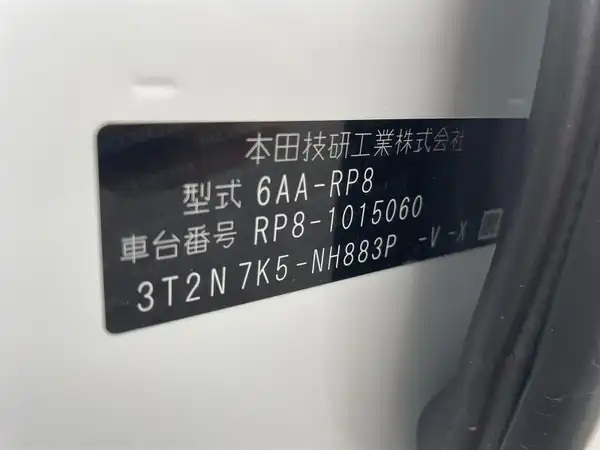 本田技研工業株式会社
型式 6AA-RP8
車台番号 RP8-1015060
3T2N 7K5-NH883P -V -X